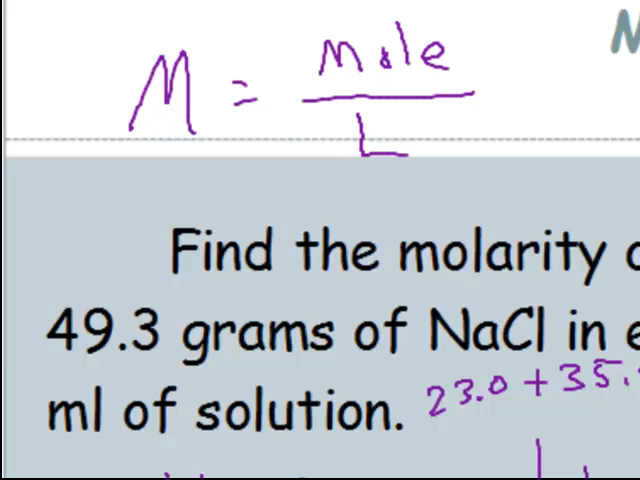 M = mole
L
Find the molarity
49.3 grams of NaCl in
ml of solution. 23.0 + 35.